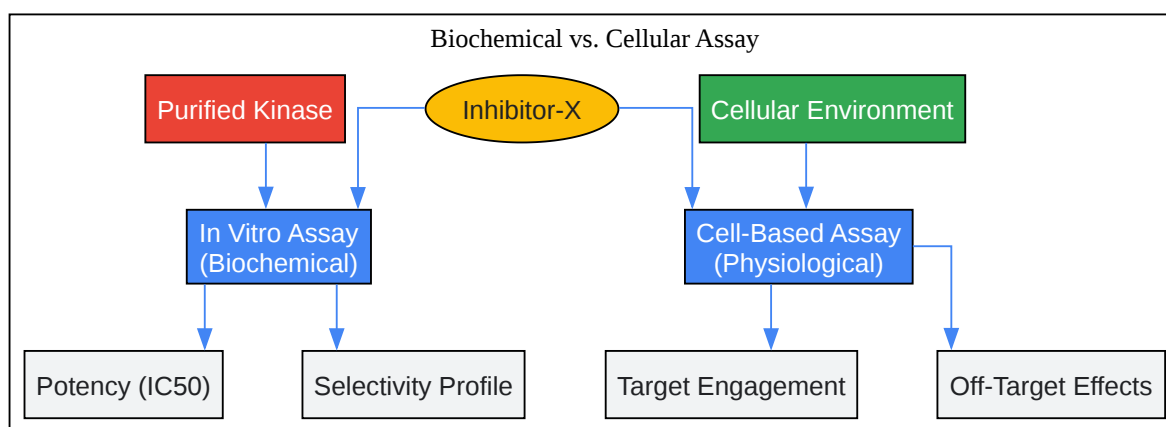 Biochemical vs. Cellular Assay
Purified Kinase
Inhibitor-X
Cellular Environment
In Vitro Assay
(Biochemical)
Cell-Based Assay
(Physiological)
Potency (IC50)
Selectivity Profile
Target Engagement
Off-Target Effects